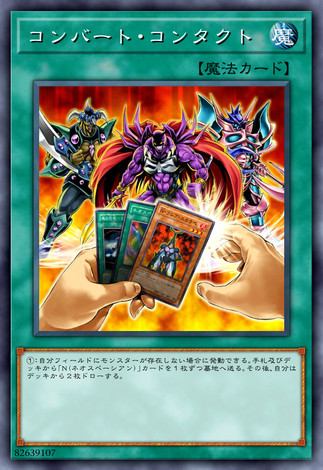 コンバート・コンタクト
魔
【魔法カード】
①:自分フィールドにモンスターが存在しない場合に発動できる。手札及びデ
ッキから「N(ネオスペーシアン)」カードを1枚ずつ墓地へ送る。その後、自分は
デッキから2枚ドローする。
82639107